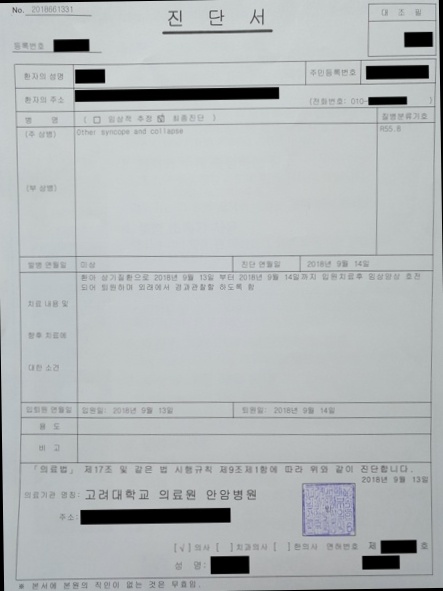 No. 2018661331
진 단 서
대 조 필
등록번호
환자의 성명
주민등록번호
환자의 주소
(전화번호: 010- )
병 명 ( □ 임상적 추정 ☑ 최종진단 ) 질병분류기호
(주 상병) Other syncope and collapse R55.8
(부 상병)
발병 연월일 미상 진단 연월일 2018년 9월 14일
치료 내용 및
향후 치료에
대한 소견
환아 상기질환으로 2018년 9월 13일 부터 2018년 9월 14일까지 입원치료후 임상양상 호전
되어 퇴원하며 외래에서 경과관찰할 하도록 함
입퇴원 연월일 입원일: 2018년 9월 13일 퇴원일: 2018년 9월 14일
용 도
비 고
「의료법」 제17조 및 같은 법 시행규칙 제9조제1항에 따라 위와 같이 진단합니다.
2018년 9월 13일
의료기관 명칭: 고려대학교 의료원 안암병원
주소:
[√]의사 [ ]치과의사 [ ]한의사 면허번호 제 호
성 명:
※ 본서에 본원의 직인이 없는 것은 무효임.